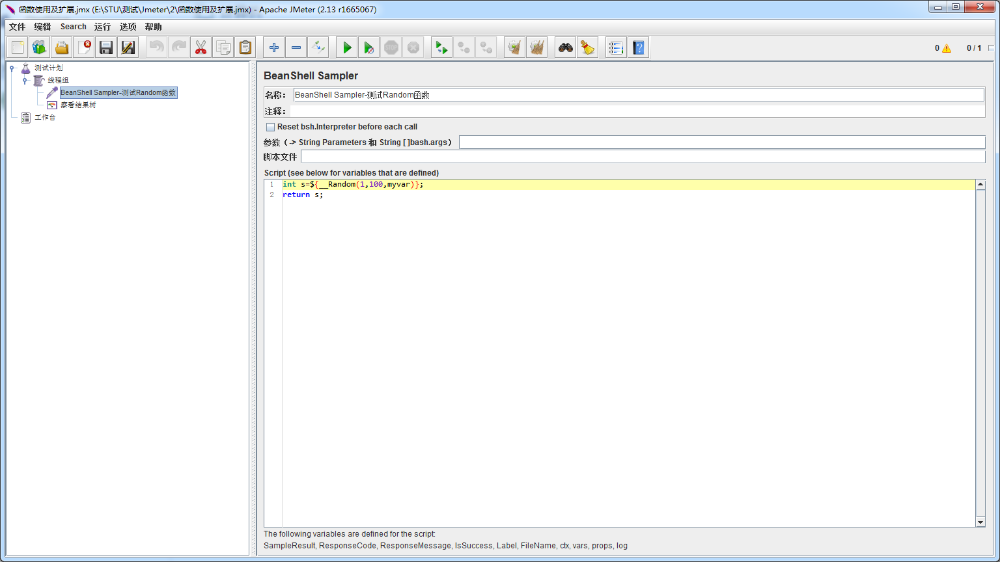 函数使用及扩展.jmx (E:\STU\测试\Jmeter\2\函数使用及扩展.jmx) - Apache JMeter (2.13 r1665067)
文件 编辑 Search 运行 选项 帮助
STOP
0 0 / 1
测试计划
线程组
BeanShell Sampler-测试Random函数
察看结果树
工作台
BeanShell Sampler
名称： BeanShell Sampler-测试Random函数
注释：
Reset bsh.Interpreter before each call
参数（-> String Parameters 和 String [ ]bash.args）
脚本文件
Script (see below for variables that are defined)
1 int s=${__Random(1,100,myvar)};
2 return s;
The following variables are defined for the script:
SampleResult, ResponseCode, ResponseMessage, IsSuccess, Label, FileName, ctx, vars, props, log